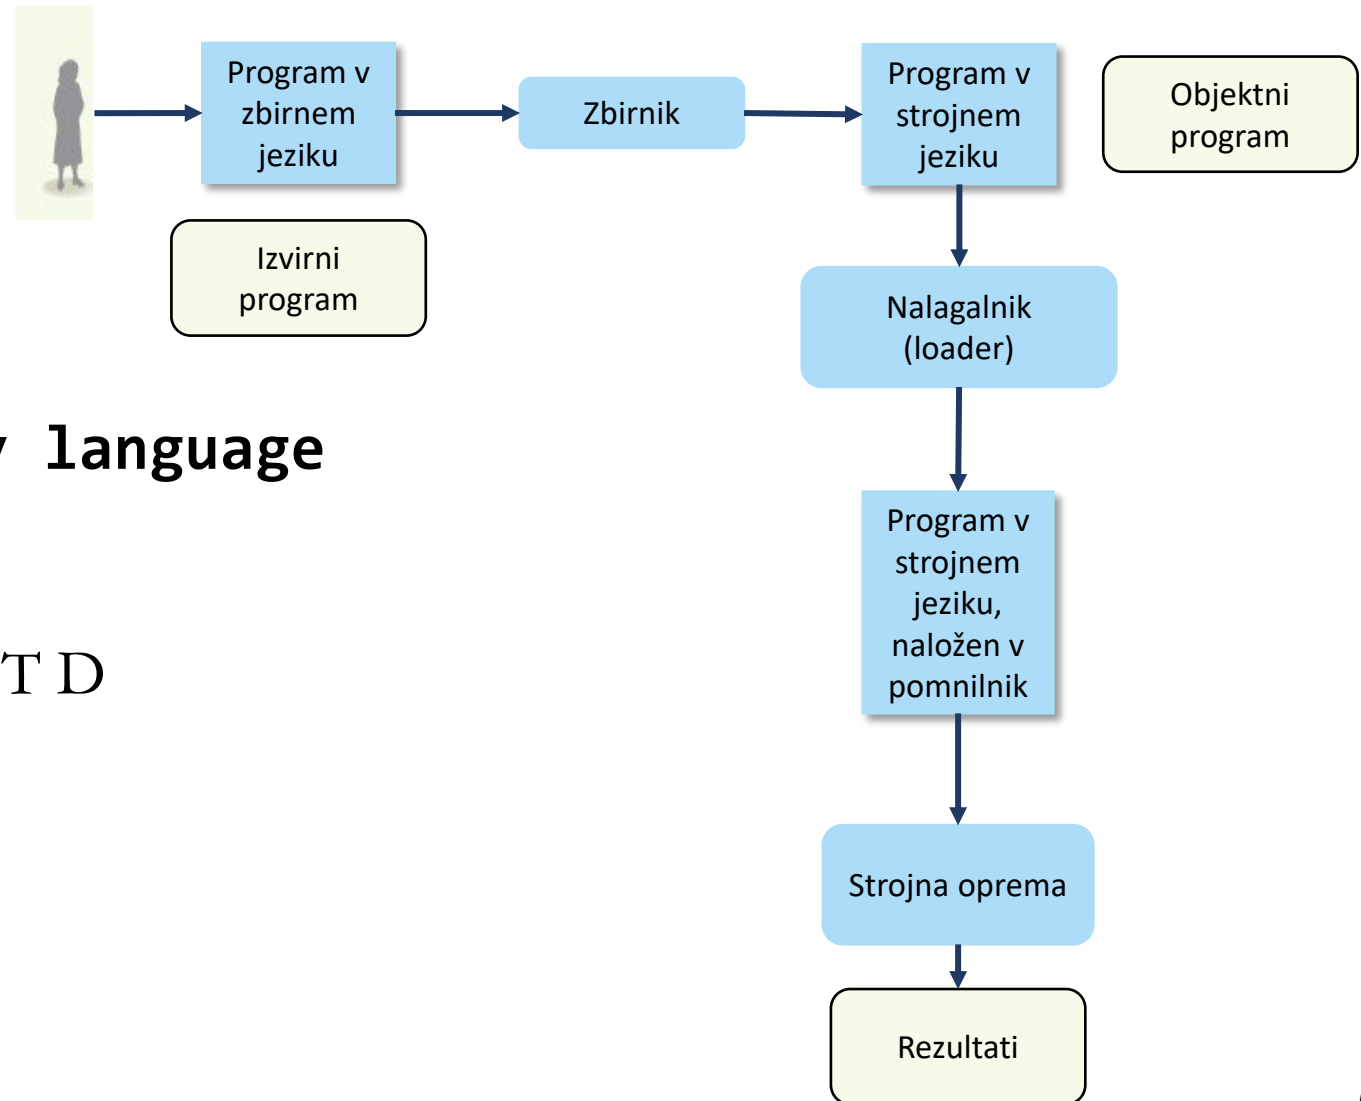 Program v
zbirnem
jeziku
Zbirnik
Program v
strojnem
jeziku
Objektni
program
Izvirni
program
Nalagalnik
(loader)
language
Program v
strojnem
jeziku,
naložen v
pomnilnik
T D
Strojna oprema
Rezultati